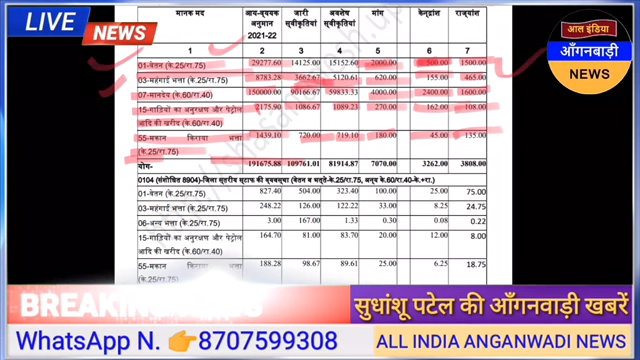 LIVE NEWS
आल इंडिया
आँगनबाड़ी
NEWS
मानक मद आय-व्ययक अनुमान 2021-22 जारी स्वीकृतियां अवशेष स्वीकृतियां मांग केन्द्रांश राज्यांश
1 2 3 4 5 6 7
01-वेतन (के.25/रा.75) 29277.60 14125.00 15152.60 2000.00 500.00 1500.00
03-मंहगाई भत्ता (के.25/रा.75) 8783.28 3662.67 5120.61 620.00 155.00 465.00
07-मानदेय (के.60/रा.40) 150000.00 90166.67 59833.33 4000.00 2400.00 1600.00
15-गाड़ियों का अनुरक्षण और पेट्रोल 2175.90 1086.67 1089.23 270.00 162.00 108.00
आदि की खरीद (के.60/रा.40)
55-मकान किराया भत्ता 1439.10 720.00 719.10 180.00 45.00 135.00
(के.25/रा.75)
योग- 191675.88 109761.01 81914.87 7070.00 3262.00 3808.00
0104 (संशोधित 8904)-जिला स्तरीय स्टाफ की व्यवस्था (वेतन व भत्ते-के.25/रा.75, अन्य के.60/रा.40-के.+रा.)
01-वेतन (के.25/रा.75) 827.40 504.00 323.40 100.00 25.00 75.00
03-मंहगाई भत्ता (के.25/रा.75) 248.22 126.00 122.22 33.00 8.25 24.75
06-अन्य भत्ता (के.25/रा.75) 3.00 167.00 1.33 0.30 0.08 0.22
15-गाड़ियों का अनुरक्षण और पेट्रोल 164.70 81.00 83.70 20.00 12.00 8.00
आदि की खरीद (के.60/रा.40)
55-मकान किराया भत्ता 188.28 98.67 89.61 25.00 6.25 18.75
(के.25/रा.75)
BREAKING
सुधांशू पटेल की आँगनवाड़ी खबरें
WhatsApp N. 👉8707599308
ALL INDIA ANGANWADI NEWS